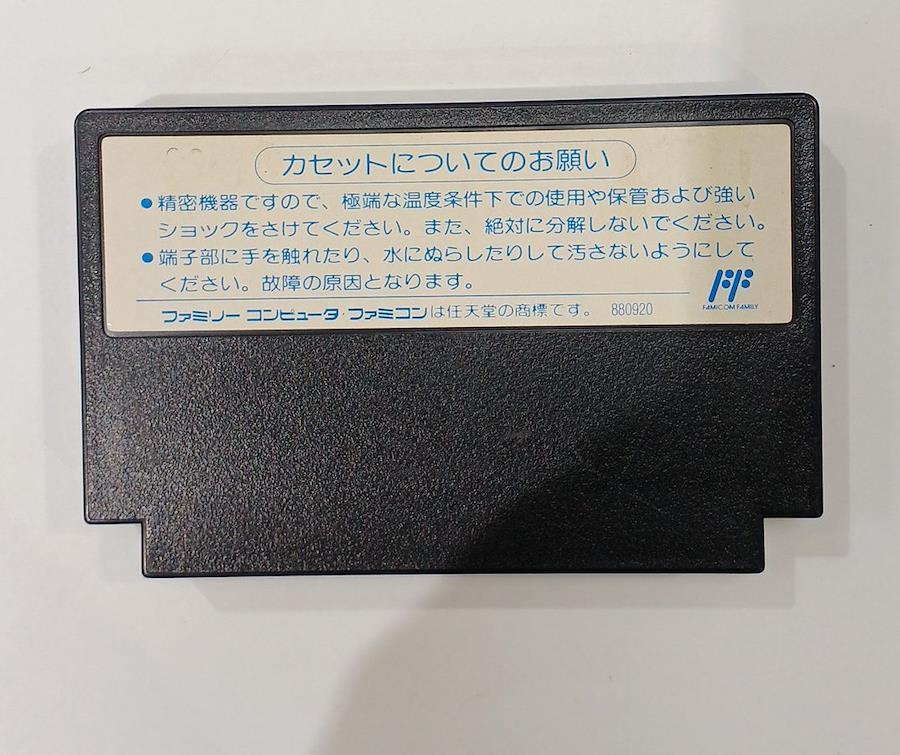 カセットについてのお願い
●精密機器ですので、極端な温度条件下での使用や保管および強い
ショックをさけてください。また、絶対に分解しないでください。
●端子部に手を触れたり、水にぬらしたりして汚さないようにして
ください。故障の原因となります。
ファミリー コンピュータ・ファミコンは任天堂の商標です。 880920
FAMICOM FAMILY